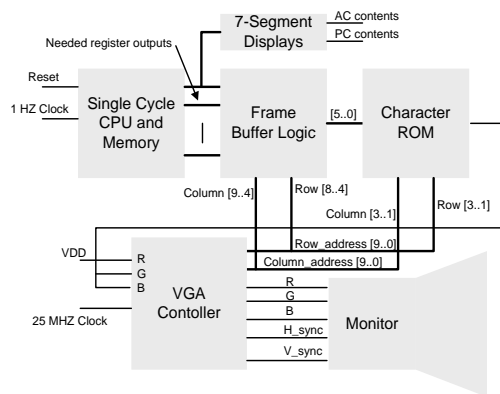 AC contents
7-Segment
Displays
PC contents
Needed register outputs
Reset
1 HZ Clock
Single Cycle
CPU and
Memory
Frame
Buffer Logic
[5..0]
Character
ROM
Column [9..4]
Row [8..4]
Column [3..1]
Row [3..1]
Row_address [9..0]
Column_address [9..0]
VDD
R
G
B
VGA
Contoller
25 MHZ Clock
R
G
B
H_sync
V_sync
Monitor